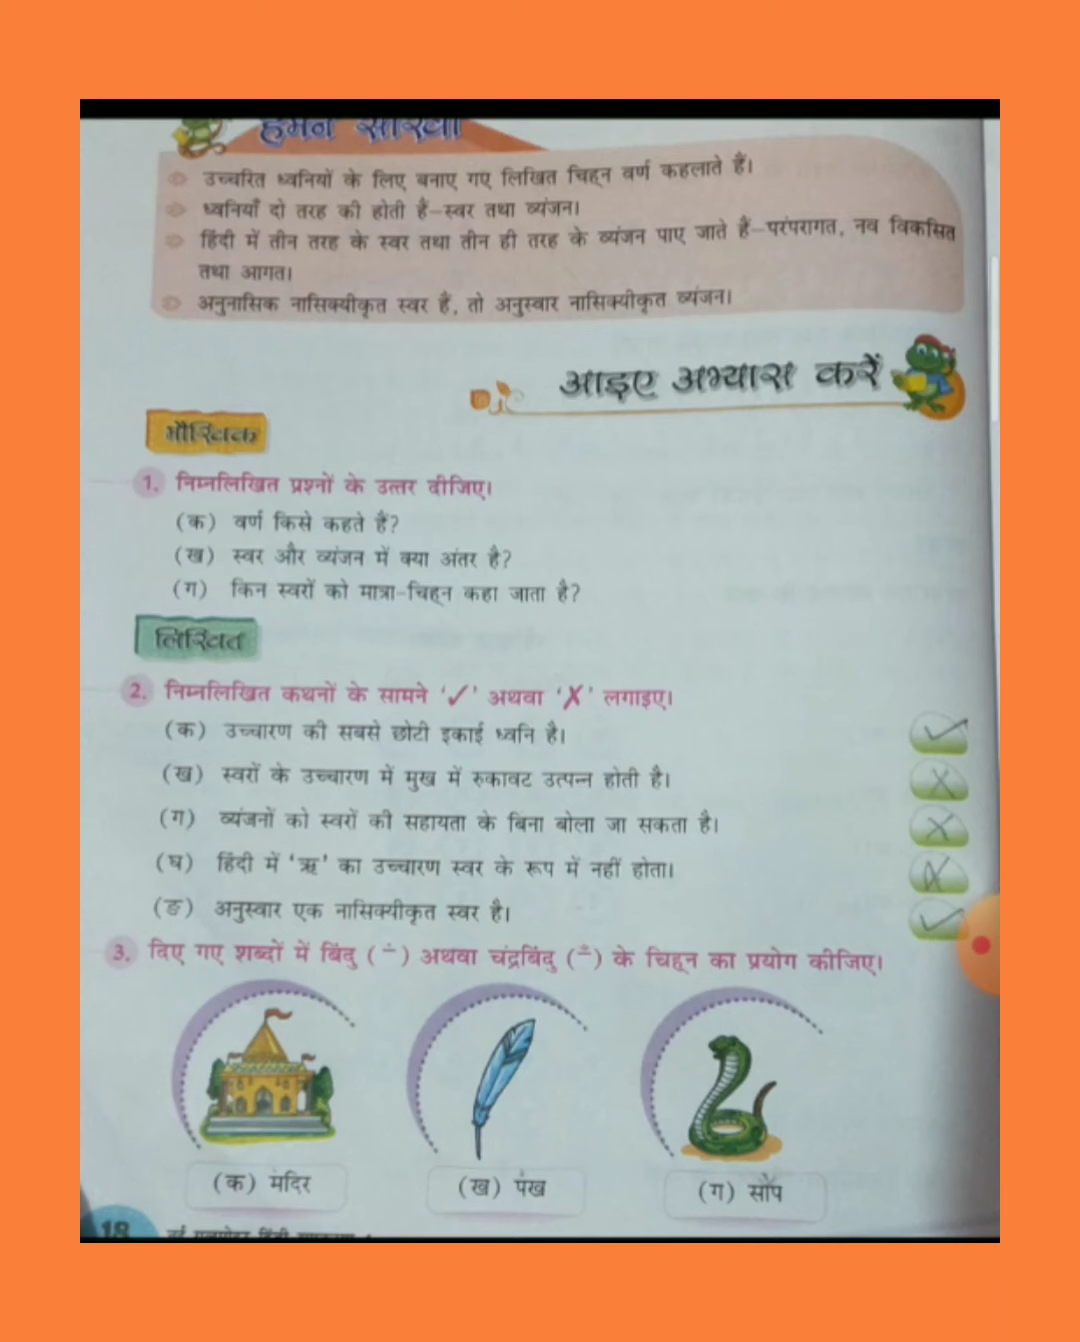 हमने सीखा
उच्चरित ध्वनियों के लिए बनाए गए लिखित चिह्न वर्ण कहलाते हैं।
ध्वनियाँ दो तरह की होती हैं–स्वर तथा व्यंजन।
हिंदी में तीन तरह के स्वर तथा तीन ही तरह के व्यंजन पाए जाते हैं–परंपरागत, नव विकसित
तथा आगत।
अनुनासिक नासिक्यीकृत स्वर हैं, तो अनुस्वार नासिक्यीकृत व्यंजन।
आइए अभ्यास करें
मौखिक
1. निम्नलिखित प्रश्नों के उत्तर दीजिए।
(क) वर्ण किसे कहते हैं?
(ख) स्वर और व्यंजन में क्या अंतर है?
(ग) किन स्वरों को मात्रा-चिह्न कहा जाता है?
लिखित
2. निम्नलिखित कथनों के सामने ‘✓’ अथवा ‘✗’ लगाइए।
(क) उच्चारण की सबसे छोटी इकाई ध्वनि है। ✓
(ख) स्वरों के उच्चारण में मुख में रुकावट उत्पन्न होती है। ✗
(ग) व्यंजनों को स्वरों की सहायता के बिना बोला जा सकता है। ✗
(घ) हिंदी में ‘ऋ’ का उच्चारण स्वर के रूप में नहीं होता। ✗
(ङ) अनुस्वार एक नासिक्यीकृत स्वर है। ✓
3. दिए गए शब्दों में बिंदु (ं) अथवा चंद्रबिंदु (ँ) के चिह्न का प्रयोग कीजिए।
(क) मंदिर (ख) पंख (ग) साँप
18